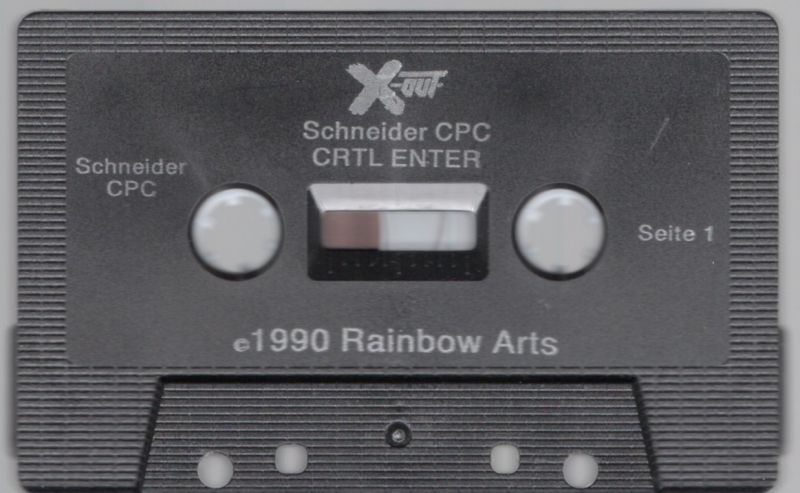 X-out
Schneider CPC
CRTL ENTER
Schneider
CPC
Seite 1
©1990 Rainbow Arts